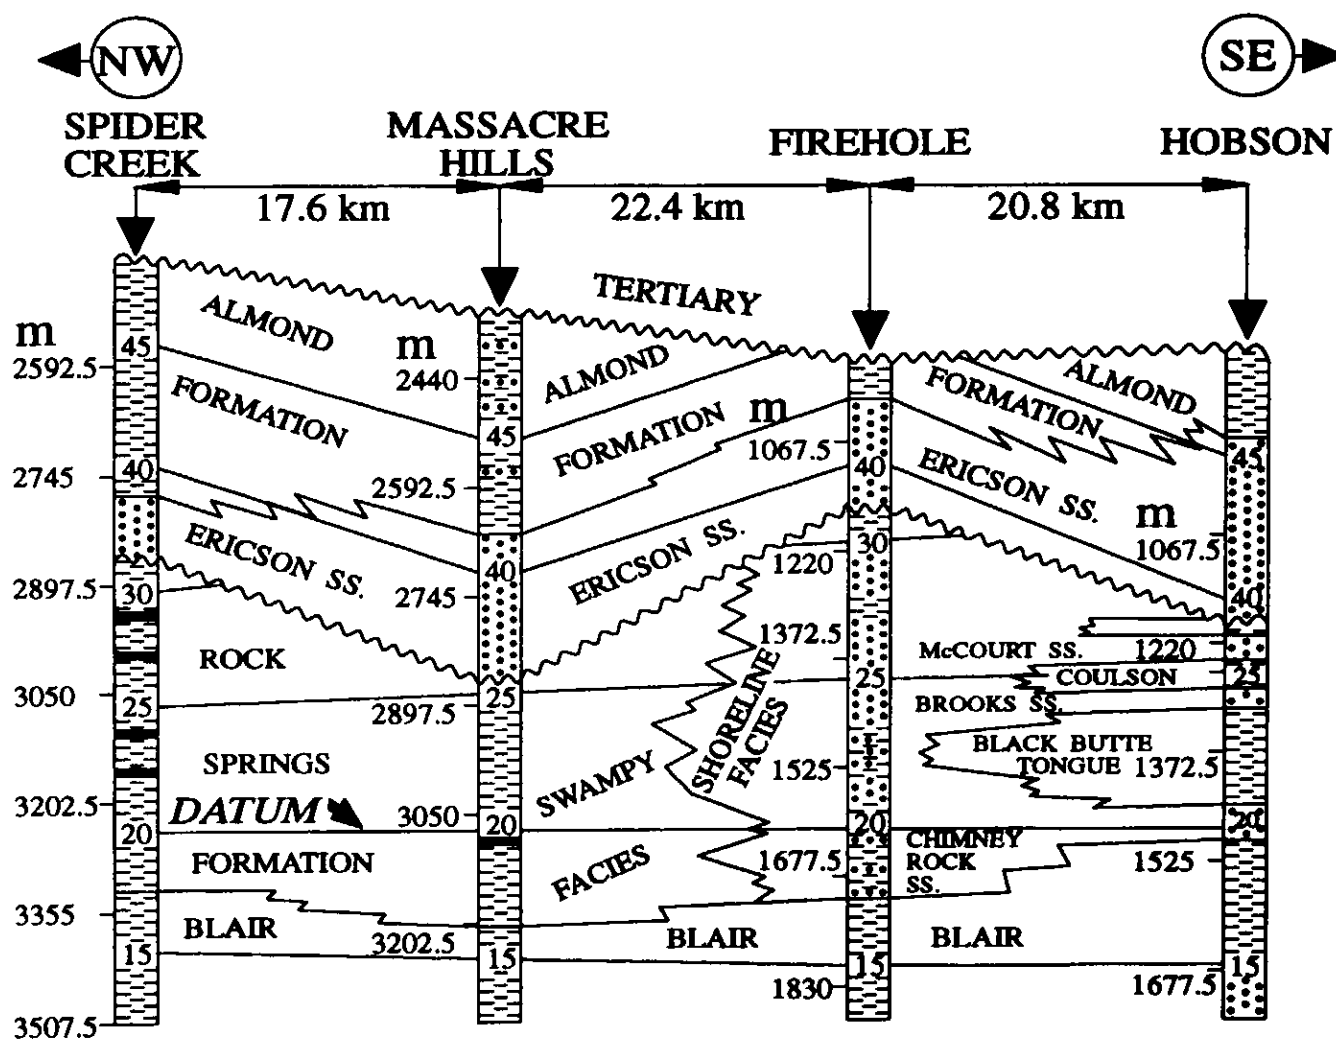 NW
SE
SPIDER
CREEK
MASSACRE
HILLS
FIREHOLE
HOBSON
17.6 km
22.4 km
20.8 km
TERTIARY
m
2592.5
2745
2897.5
3050
3202.5
3355
3507.5
45
40
30
25
20
15
ALMOND
FORMATION
ERICSON SS.
ROCK
SPRINGS
DATUM
FORMATION
BLAIR
m
2440
2592.5
2745
2897.5
3050
3202.5
45
40
25
20
15
ALMOND
FORMATION
ERICSON SS.
SWAMPY
FACIES
SHORELINE
FACIES
BLAIR
m
1067.5
1220
1372.5
1525
1677.5
1830
40
30
25
20
15
ALMOND
FORMATION
ERICSON SS.
McCOURT SS.
COULSON
BROOKS SS.
BLACK BUTTE
TONGUE
CHIMNEY
ROCK
SS.
BLAIR
m
1067.5
1220
1372.5
1525
1677.5
45
40
25
20
15